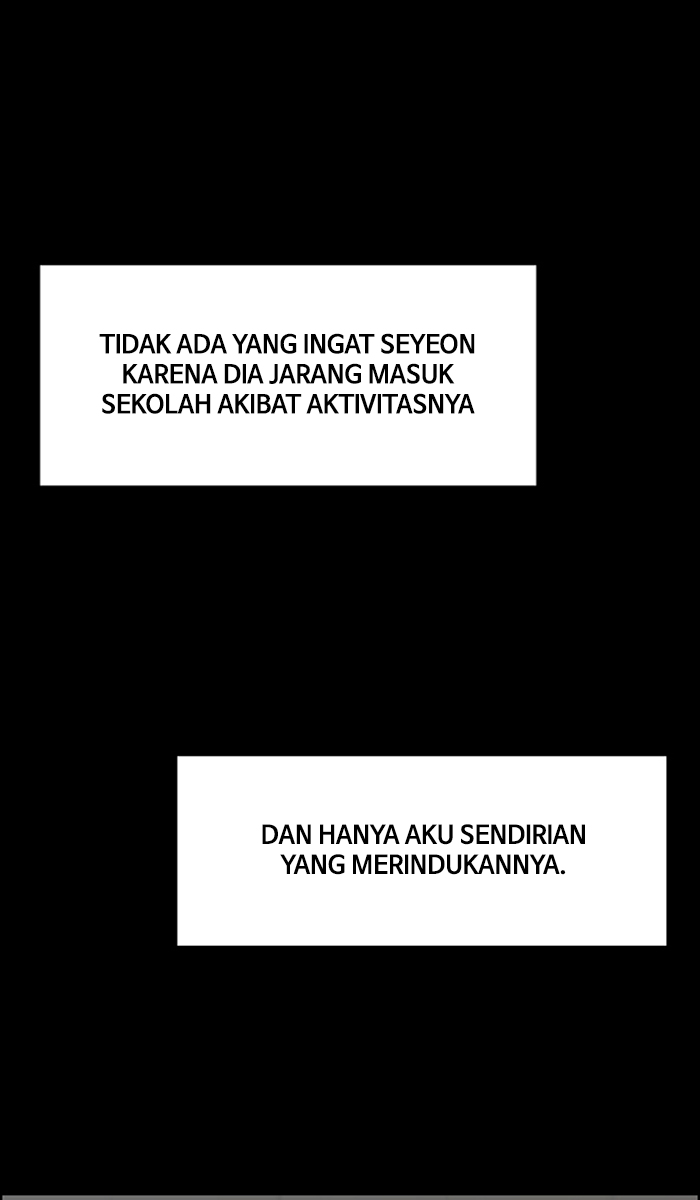 TIDAK ADA YANG INGAT SEYEON
KARENA DIA JARANG MASUK
SEKOLAH AKIBAT AKTIVITASNYA
DAN HANYA AKU SENDIRIAN
YANG MERINDUKANNYA.